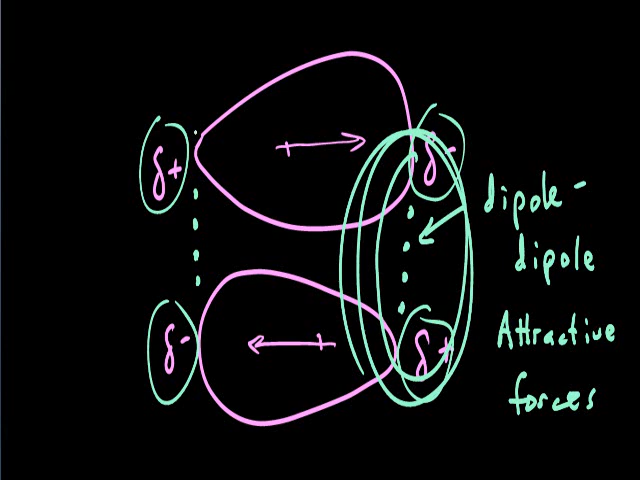 δ+
δ-
dipole-
dipole
Attractive
forces
δ-
δ+